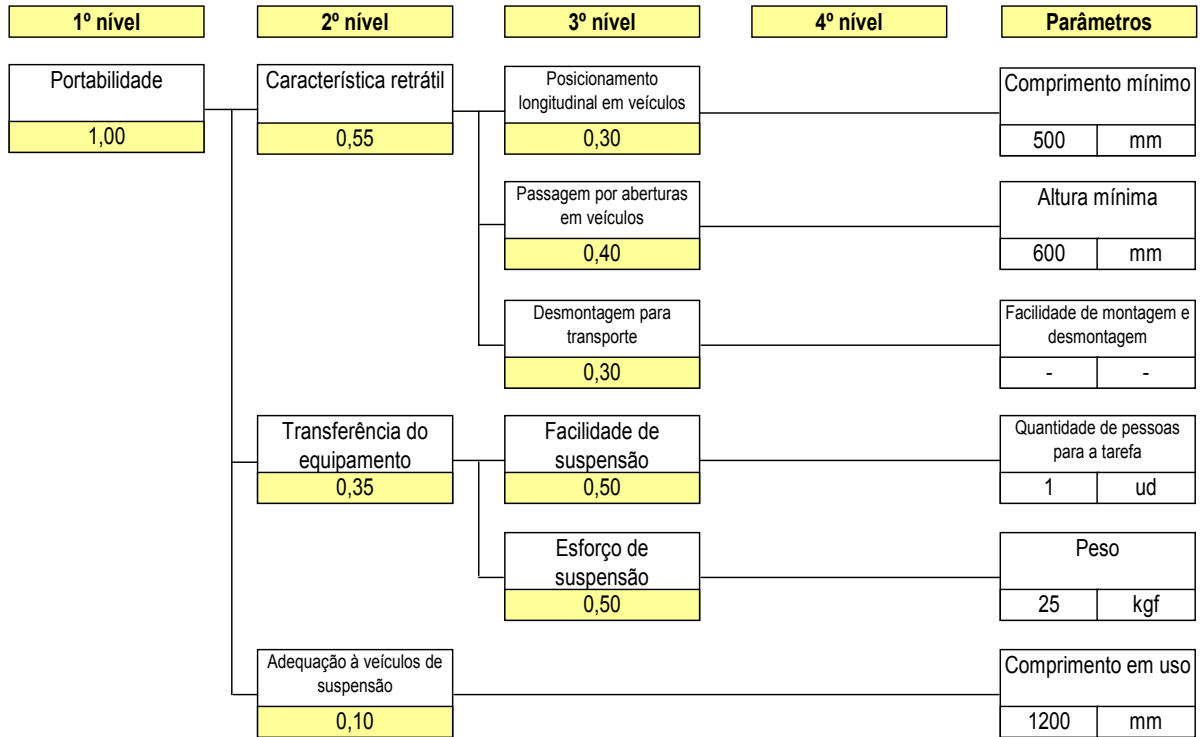 1º nível
2º nível
3º nível
4º nível
Parâmetros
Portabilidade
1,00
Característica retrátil
0,55
Posicionamento
longitudinal em veículos
0,30
Comprimento mínimo
500
mm
Passagem por aberturas
em veículos
0,40
Altura mínima
600
mm
Desmontagem para
transporte
0,30
Facilidade de montagem e
desmontagem
-
-
Transferência do
equipamento
0,35
Facilidade de
suspensão
0,50
Quantidade de pessoas
para a tarefa
1
ud
Esforço de
suspensão
0,50
Peso
25
kgf
Adequação à veículos de
suspensão
0,10
Comprimento em uso
1200
mm